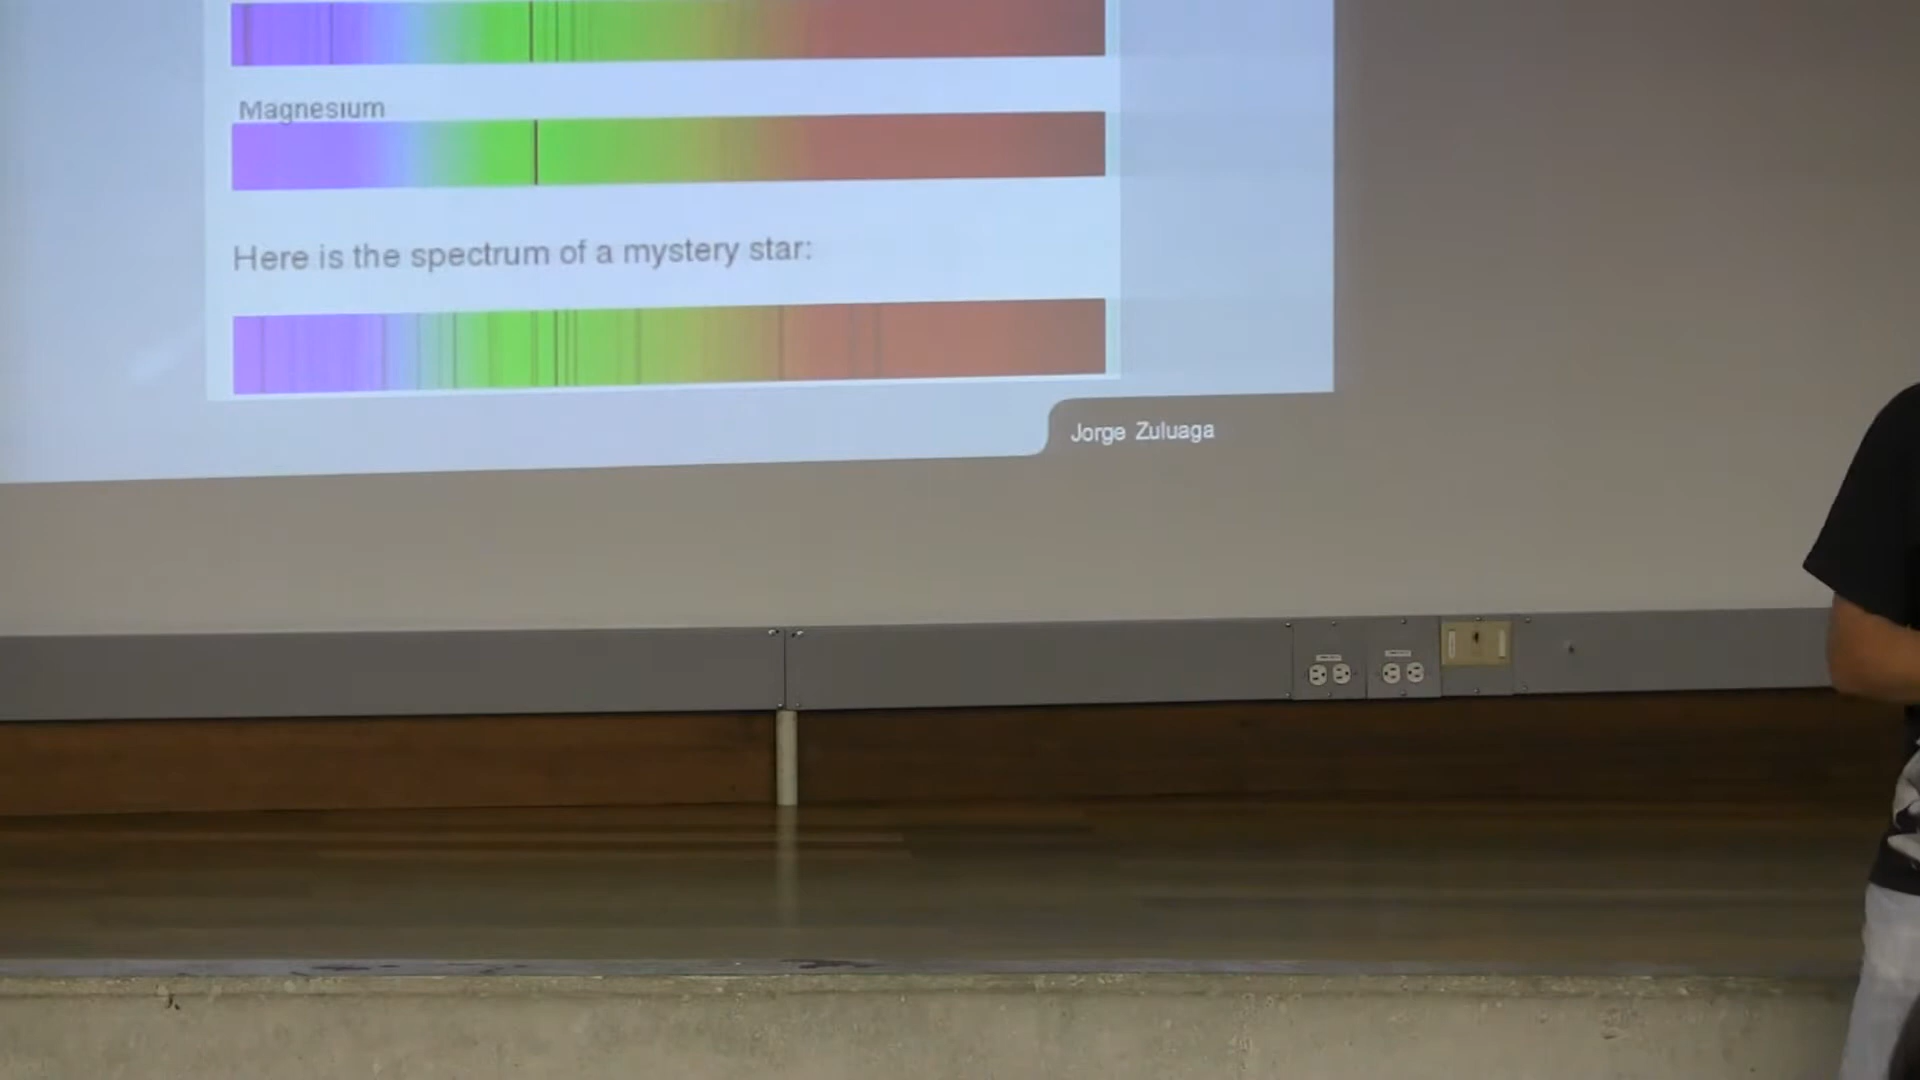 Magnesium
Here is the spectrum of a mystery star:
Jorge Zuluaga